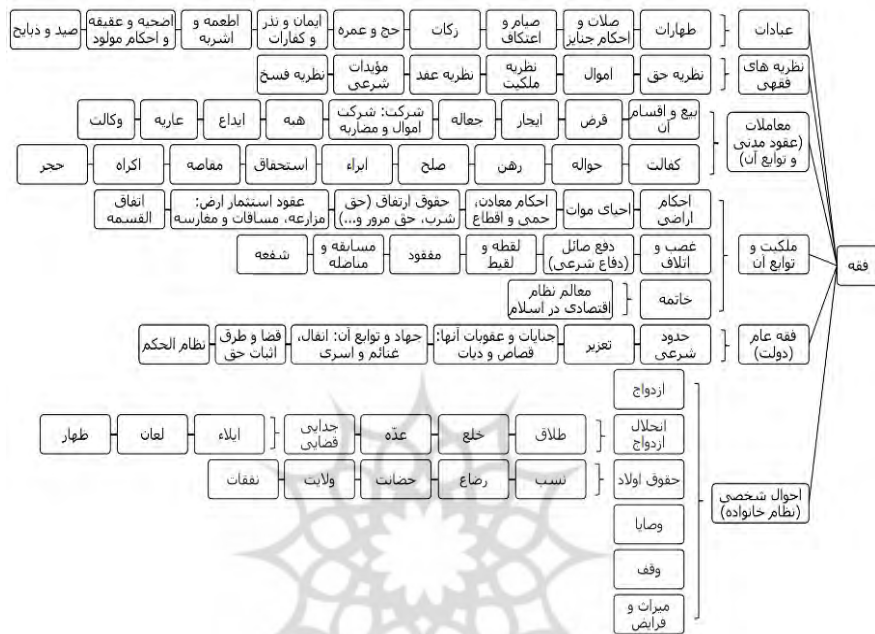 فقه
عبادات
طهارات
صلات و
احکام جنایز
صیام و
اعتکاف
زکات
حج و عمره
ایمان و نذر
و کفارات
اطعمه و
اشربه
اضحیه و عقیقه
و احکام مولود
صید و ذبایح
نظریه های
فقهی
نظریه حق
اموال
نظریه
ملکیت
نظریه عقد
مؤیدات
شرعی
نظریه فسخ
معاملات
(عقود مدنی
و توابع آن)
بیع و اقسام
آن
قرض
ایجار
جعاله
شرکت: شرکت
اموال و مضاربه
هبه
ایداع
عاریه
وکالت
کفالت
حواله
رهن
صلح
ابراء
استحقاق
مقاصه
اکراه
حجر
ملکیت و
توابع آن
احکام
اراضی
احیای موات
احکام معادن،
حمی و اقطاع
حقوق ارتفاق (حق
شرب، حق مرور و...)
عقود استثمار ارض:
مزارعه، مساقات و مغارسه
اتفاق
القسمه
غصب و
اتلاف
دفع صائل
(دفاع شرعی)
لقطه و
لقیط
مفقود
مسابقه و
مناضله
شفعه
خاتمه
معالم نظام
اقتصادی در اسلام
فقه عام
(دولت)
حدود
شرعی
تعزیر
جنایات و عقوبات آنها:
قصاص و دیات
جهاد و توابع آن: انفال،
غنائم و اسری
قضا و طرق
اثبات حق
نظام الحکم
احوال شخصی
(نظام خانواده)
ازدواج
انحلال
ازدواج
طلاق
خلع
عدّه
جدایی
قضایی
ایلاء
لعان
ظهار
حقوق اولاد
نسب
رضاع
حضانت
ولایت
نفقات
وصایا
وقف
میراث و
فرایض